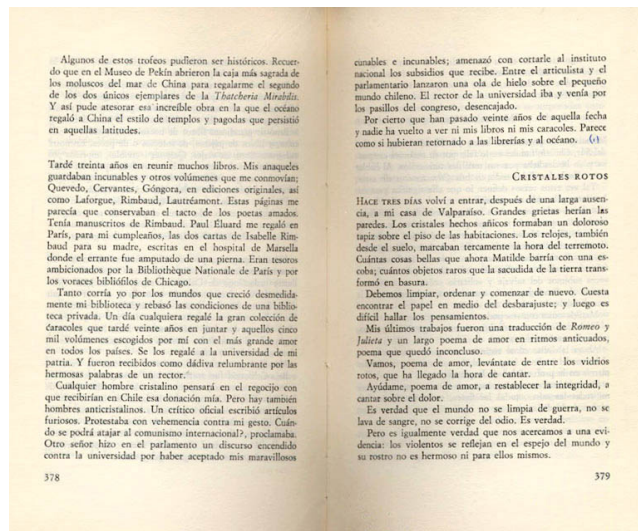 Algunos de estos trofeos pudieron ser históricos. Recuer-
do que en el Museo de Pekín abrieron la caja más sagrada de
los moluscos del mar de China para regalarme el segundo
de los dos únicos ejemplares de la Thatcheria Mirabilis.
Y así pude atesorar esa increíble obra en la que el océano
regaló a China el estilo de templos y pagodas que persistió
en aquellas latitudes.
Tardé treinta años en reunir muchos libros. Mis anaqueles
guardaban incunables y otros volúmenes que me conmovían;
Quevedo, Cervantes, Góngora, en ediciones originales, así
como Laforgue, Rimbaud, Lautréamont. Estas páginas me
parecía que conservaban el tacto de los poetas amados.
Tenía manuscritos de Rimbaud. Paul Éluard me regaló en
París, para mi cumpleaños, las dos cartas de Isabelle Rim-
baud para su madre, escritas en el hospital de Marsella
donde el errante fue amputado de una pierna. Eran tesoros
ambicionados por la Bibliothèque Nationale de París y por
los voraces bibliófilos de Chicago.
Tanto corría yo por los mundos que creció desmedida-
mente mi biblioteca y rebasó las condiciones de una biblio-
teca privada. Un día cualquiera regalé la gran colección de
caracoles que tardé veinte años en juntar y aquellos cinco
mil volúmenes escogidos por mí con el más grande amor
en todos los países. Se los regalé a la universidad de mi
patria. Y fueron recibidos como dádiva relumbrante por las
hermosas palabras de un rector.
Cualquier hombre cristalino pensará en el regocijo con
que recibirían en Chile esa donación mía. Pero hay también
hombres anticristalinos. Un crítico oficial escribió artículos
furiosos. Protestaba con vehemencia contra mi gesto. Cuán-
do se podrá atajar al comunismo internacional?, proclamaba.
Otro señor hizo en el parlamento un discurso encendido
contra la universidad por haber aceptado mis maravillosos
378
cunables e incunables; amenazó con cortarle al instituto
nacional los subsidios que recibe. Entre el articulista y el
parlamentario lanzaron una ola de hielo sobre el pequeño
mundo chileno. El rector de la universidad iba y venía por
los pasillos del congreso, desencajado.
Por cierto que han pasado veinte años de aquella fecha
y nadie ha vuelto a ver ni mis libros ni mis caracoles. Parece
como si hubieran retornado a las librerías y al océano.
CRISTALES ROTOS
HACE TRES DÍAS volví a entrar, después de una larga ausen-
cia, a mi casa de Valparaíso. Grandes grietas herían las
paredes. Los cristales hechos añicos formaban un doloroso
tapiz sobre el piso de las habitaciones. Los relojes, también
desde el suelo, marcaban tercamente la hora del terremoto.
Cuántas cosas bellas que ahora Matilde barría con una es-
coba; cuántos objetos raros que la sacudida de la tierra trans-
formó en basura.
Debemos limpiar, ordenar y comenzar de nuevo. Cuesta
encontrar el papel en medio del desbarajuste; y luego es
difícil hallar los pensamientos.
Mis últimos trabajos fueron una traducción de Romeo y
Julieta y un largo poema de amor en ritmos anticuados,
poema que quedó inconcluso.
Vamos, poema de amor, levántate de entre los vidrios
rotos, que ha llegado la hora de cantar.
Ayúdame, poema de amor, a restablecer la integridad, a
cantar sobre el dolor.
Es verdad que el mundo no se limpia de guerra, no se
lava de sangre, no se corrige del odio. Es verdad.
Pero es igualmente verdad que nos acercamos a una evi-
dencia: los violentos se reflejan en el espejo del mundo y
su rostro no es hermoso ni para ellos mismos.
379